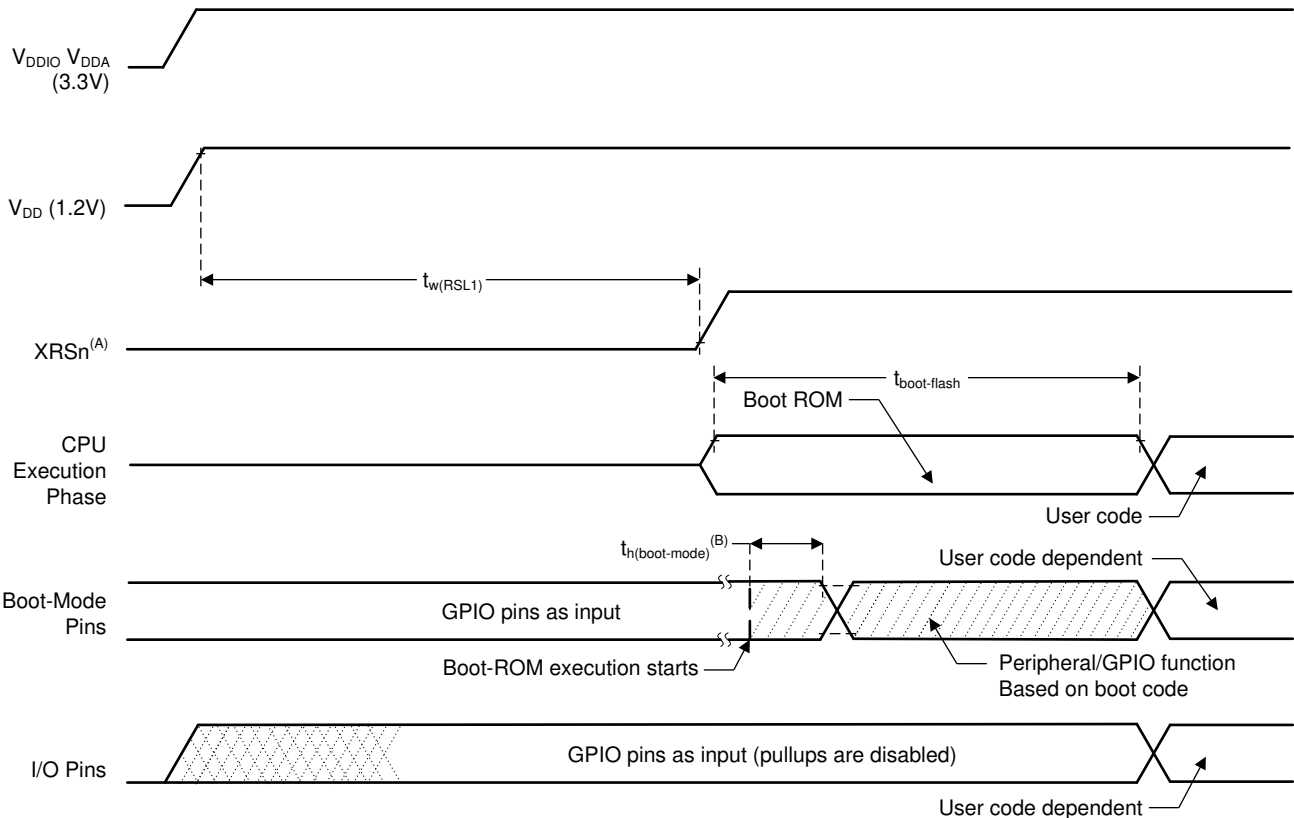 VDDIO VDDA
(3.3V)
VDD (1.2V)
tw(RSL1)
XRSn(A)
tboot-flash
Boot ROM
CPU
Execution
Phase
User code
th(boot-mode)(B)
User code dependent
Boot-Mode
Pins
GPIO pins as input
Boot-ROM execution starts
Peripheral/GPIO function
Based on boot code
I/O Pins
GPIO pins as input (pullups are disabled)
User code dependent